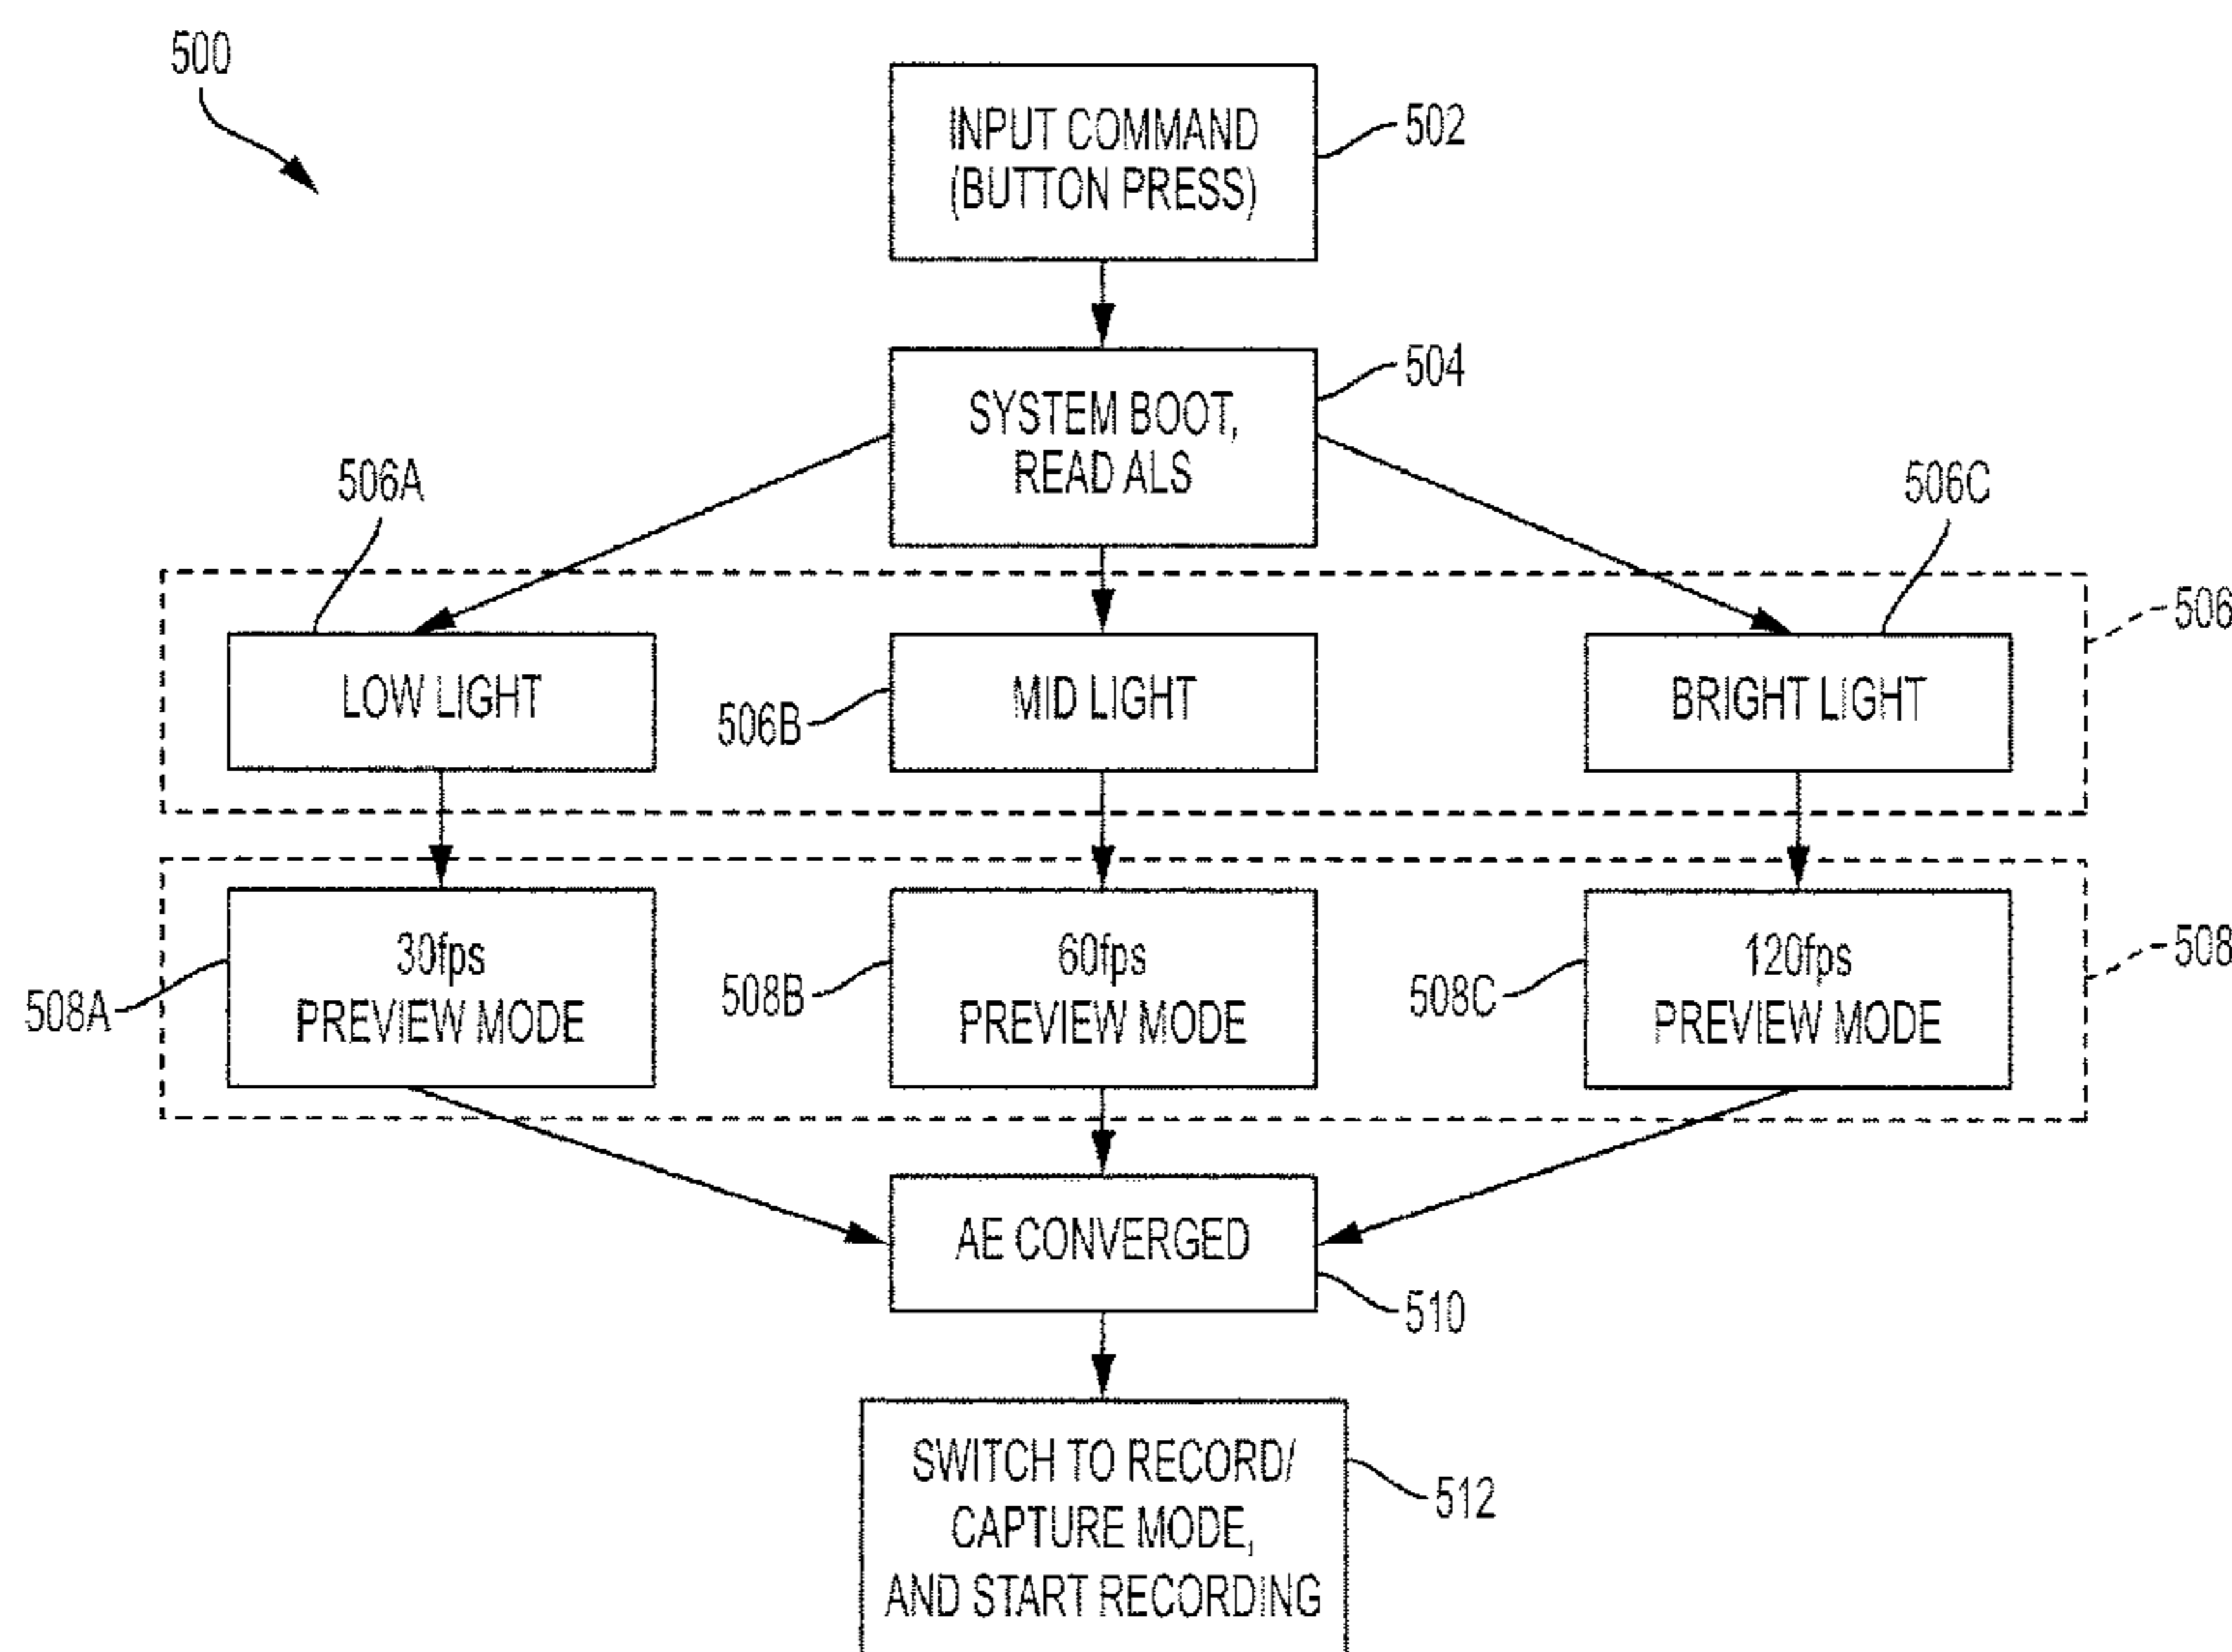 500
INPUT COMMAND
(BUTTON PRESS)
502
SYSTEM BOOT,
READ ALS
504
506A
506C
506
LOW LIGHT
506B
MID LIGHT
BRIGHT LIGHT
508A
30fps
PREVIEW MODE
508B
60fps
PREVIEW MODE
508C
120fps
PREVIEW MODE
508
AE CONVERGED
510
SWITCH TO RECORD/
CAPTURE MODE,
AND START RECORDING
512